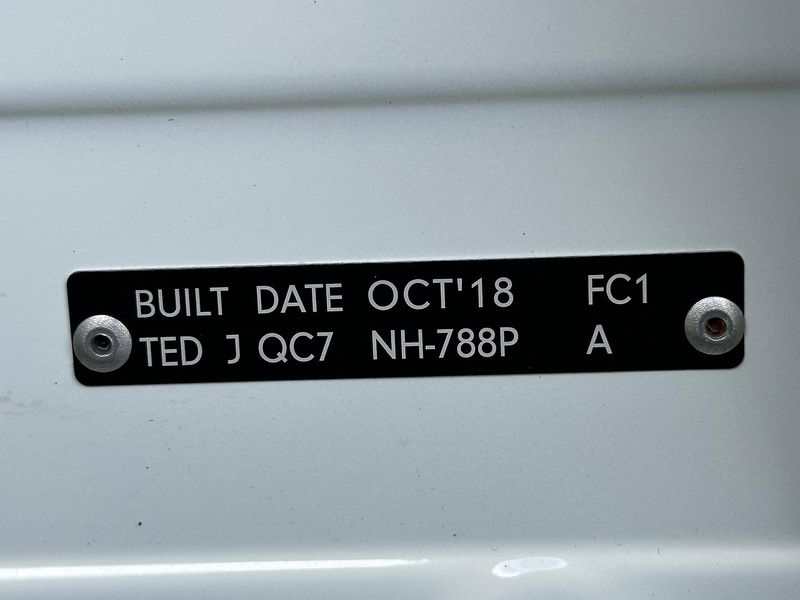 BUILT DATE OCT'18 FC1
TED J QC7 NH-788P A